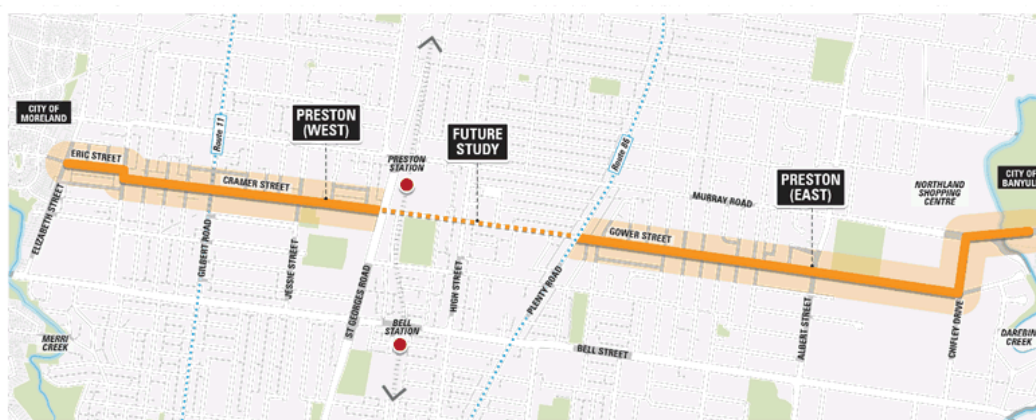 CITY OF
MORELAND
ERIC STREET
ELIZABETH STREET
MERRI
CREEK
Route 11
GILBERT ROAD
CRAMER STREET
JESSIE STREET
PRESTON
(WEST)
ST GEORGES ROAD
PRESTON
STATION
BELL
STATION
FUTURE
STUDY
HIGH STREET
PLENTY ROAD
Route 86
BELL STREET
GOWER STREET
MURRAY ROAD
PRESTON
(EAST)
ALBERT STREET
NORTHLAND
SHOPPING
CENTRE
CHIFLEY DRIVE
CITY OF
BANYUL
DAREBIN
CREEK